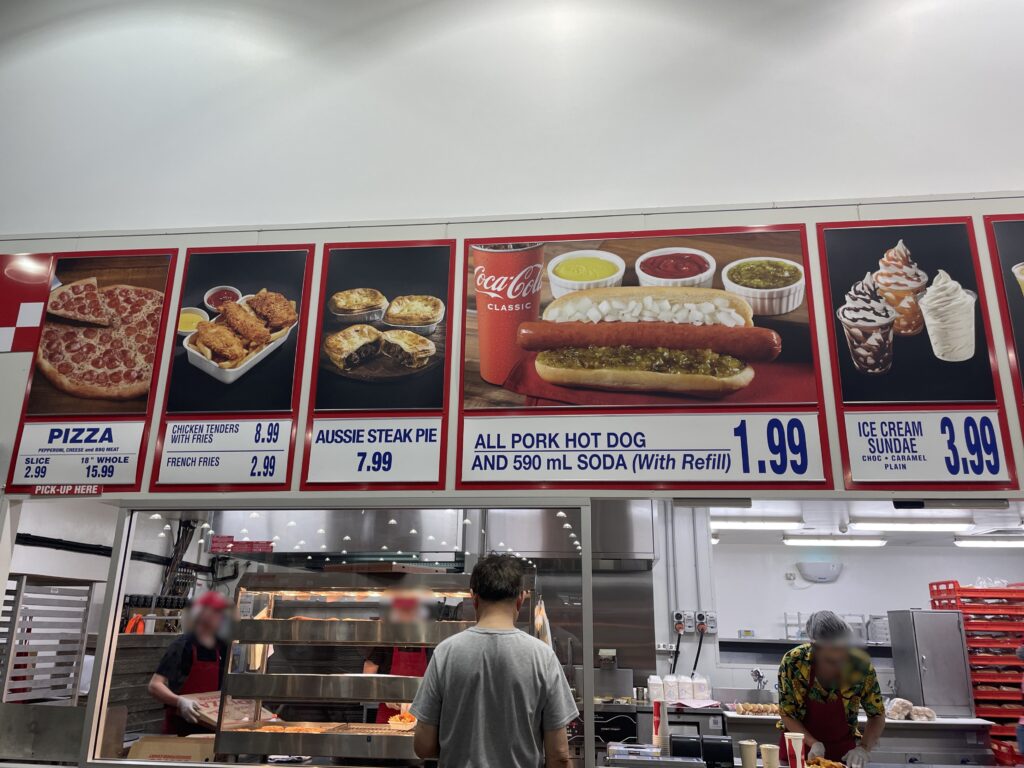 PIZZA
PEPPERONI, CHEESE and BBQ MEAT
SLICE 18" WHOLE
2.99 15.99
PICK-UP HERE
CHICKEN TENDERS
WITH FRIES 8.99
FRENCH FRIES 2.99
AUSSIE STEAK PIE
7.99
Coca-Cola
CLASSIC
ALL PORK HOT DOG
AND 590 mL SODA (With Refill) 1.99
ICE CREAM
SUNDAE
CHOC • CARAMEL
PLAIN
3.99